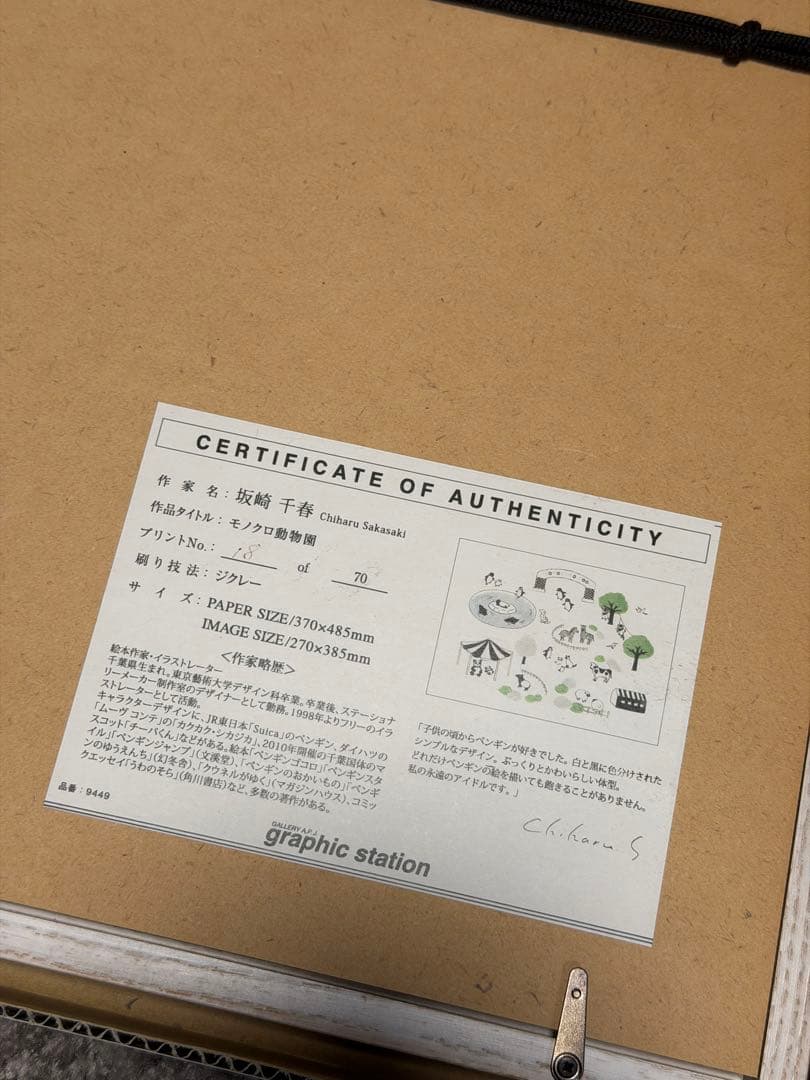 CERTIFICATE OF AUTHENTICITY
作家名：坂崎 千春 Chiharu Sakasaki
作品タイトル：モノクロ動物園
プリントNo.： 18 of 70
刷り技法：ジクレー
サイズ：PAPER SIZE/370×485mm
IMAGE SIZE/270×385mm
＜作家略歴＞
絵本作家・イラストレーター
千葉県生まれ。東京藝術大学デザイン科卒業。卒業後、ステーショナ
リーメーカー制作室のデザイナーとして勤務。1998年よりフリーのイラ
ストレーターとして活動。
キャラクターデザインに、JR東日本「Suica」のペンギン、ダイハツの
「ムーヴ コンテ」の「カクカク・シカジカ」、2010年開催の千葉国体のマ
スコット「チーバくん」などがある。絵本「ペンギンゴコロ」「ペンギンスタ
イル」「ペンギンジャンプ」（文溪堂）、「ペンギンのおかいもの」「ペンギ
ンのゆうえんち」（幻冬舎）、「クウネルがゆく」（マガジンハウス）、コミッ
クエッセイ「うわのそら」（角川書店）など、多数の著作がある。
品番：9449
「子供の頃からペンギンが好きでした。白と黒に色分けされた
シンプルなデザイン。ぷっくりとかわいらしい体型。
どれだけペンギンの絵を描いても飽きることがありません。
私の永遠のアイドルです。」
Chiharu S
GALLERY A.P.J.
graphic station